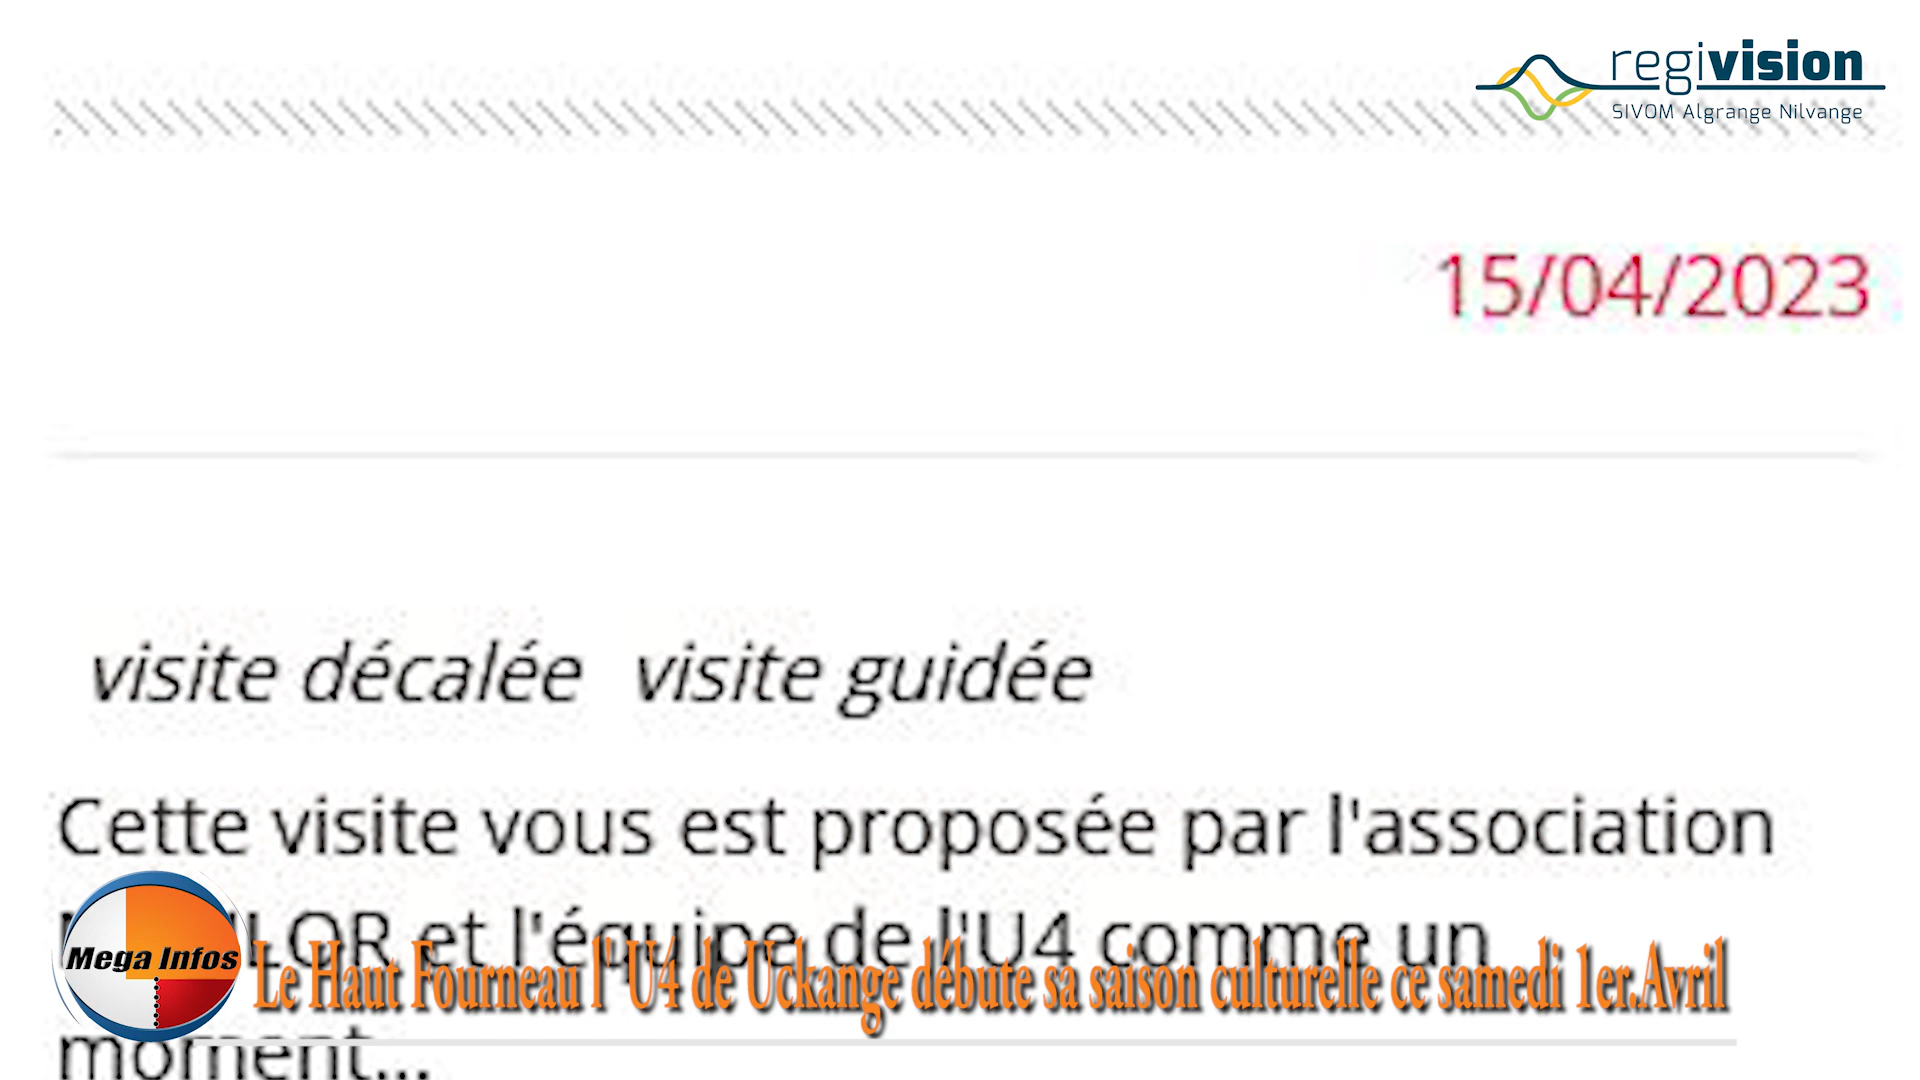 regivision
SIVOM Algrange Nilvange
15/04/2023
visite décalée visite guidée
Cette visite vous est proposée par l'association
LOR et l'équipe de l'U4 comme un
Mega Infos
Le Haut Fourneau l' U4 de Uckange débute sa saison culturelle ce samedi 1er.Avril
moment...